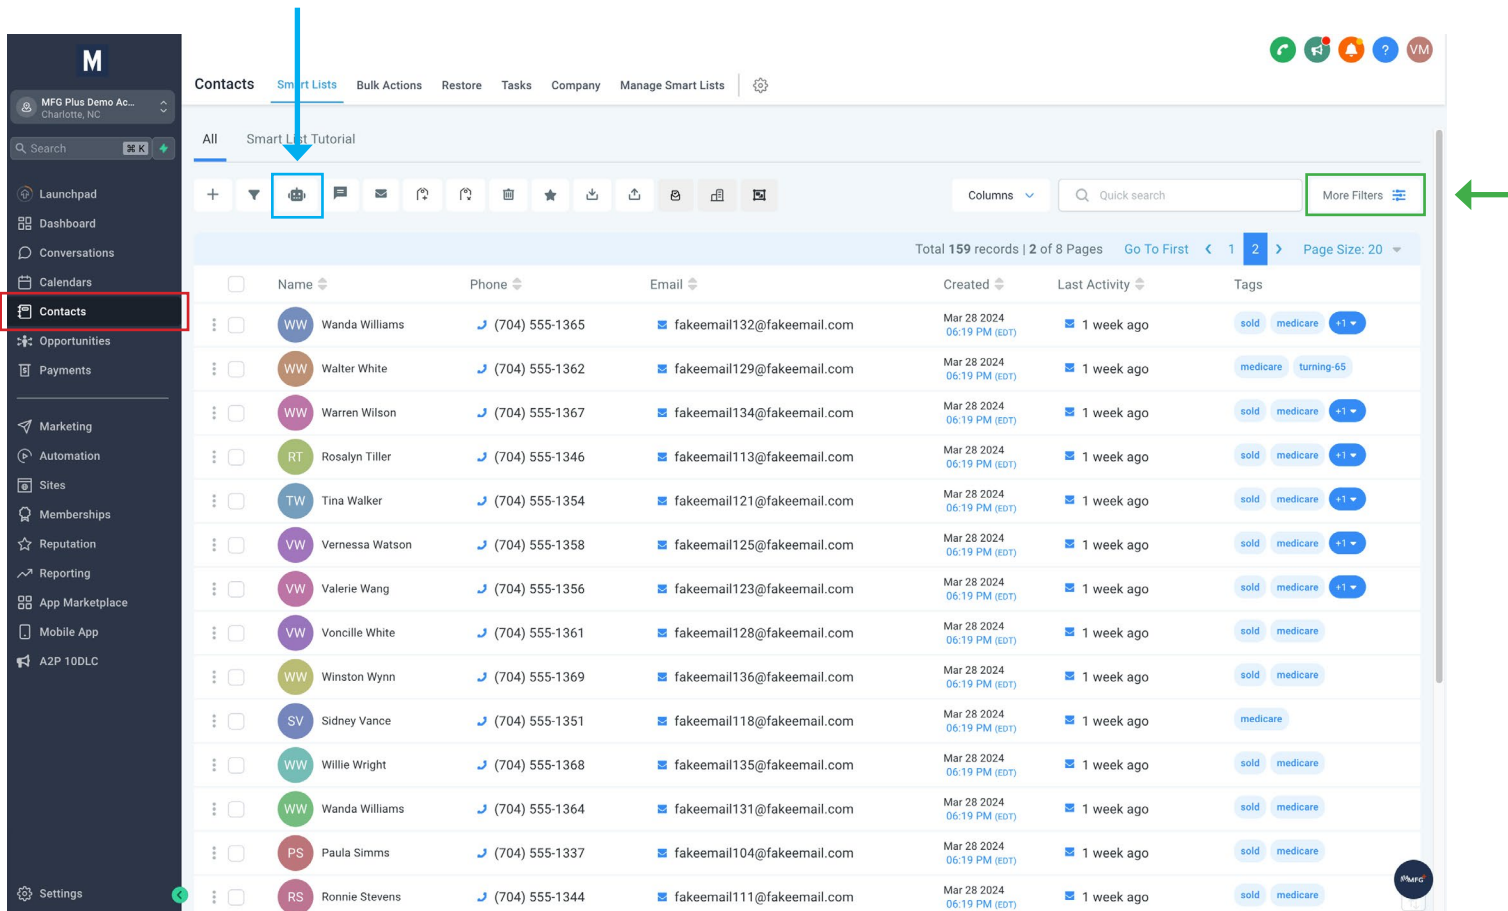 M
MFG Plus Demo Ac...
Charlotte, NC
Search ⌘ K
Launchpad
Dashboard
Conversations
Calendars
Contacts
Opportunities
Payments
Marketing
Automation
Sites
Memberships
Reputation
Reporting
App Marketplace
Mobile App
A2P 10DLC
Settings
? VM
Contacts Smart Lists Bulk Actions Restore Tasks Company Manage Smart Lists
All Smart List Tutorial
Columns Quick search More Filters
Total 159 records | 2 of 8 Pages Go To First 1 2 Page Size: 20
Name Phone Email Created Last Activity Tags
WW Wanda Williams (704) 555-1365 fakeemail132@fakeemail.com Mar 28 2024 06:19 PM (EDT) 1 week ago sold medicare +1
WW Walter White (704) 555-1362 fakeemail129@fakeemail.com Mar 28 2024 06:19 PM (EDT) 1 week ago medicare turning-65
WW Warren Wilson (704) 555-1367 fakeemail134@fakeemail.com Mar 28 2024 06:19 PM (EDT) 1 week ago sold medicare +1
RT Rosalyn Tiller (704) 555-1346 fakeemail113@fakeemail.com Mar 28 2024 06:19 PM (EDT) 1 week ago sold medicare +1
TW Tina Walker (704) 555-1354 fakeemail121@fakeemail.com Mar 28 2024 06:19 PM (EDT) 1 week ago sold medicare +1
VW Vernessa Watson (704) 555-1358 fakeemail125@fakeemail.com Mar 28 2024 06:19 PM (EDT) 1 week ago sold medicare +1
VW Valerie Wang (704) 555-1356 fakeemail123@fakeemail.com Mar 28 2024 06:19 PM (EDT) 1 week ago sold medicare +1
VW Voncille White (704) 555-1361 fakeemail128@fakeemail.com Mar 28 2024 06:19 PM (EDT) 1 week ago sold medicare
WW Winston Wynn (704) 555-1369 fakeemail136@fakeemail.com Mar 28 2024 06:19 PM (EDT) 1 week ago sold medicare
SV Sidney Vance (704) 555-1351 fakeemail118@fakeemail.com Mar 28 2024 06:19 PM (EDT) 1 week ago medicare
WW Willie Wright (704) 555-1368 fakeemail135@fakeemail.com Mar 28 2024 06:19 PM (EDT) 1 week ago sold medicare
WW Wanda Williams (704) 555-1364 fakeemail131@fakeemail.com Mar 28 2024 06:19 PM (EDT) 1 week ago sold medicare
PS Paula Simms (704) 555-1337 fakeemail104@fakeemail.com Mar 28 2024 06:19 PM (EDT) 1 week ago sold medicare
RS Ronnie Stevens (704) 555-1344 fakeemail111@fakeemail.com Mar 28 2024 06:19 PM (EDT) 1 week ago sold medicare